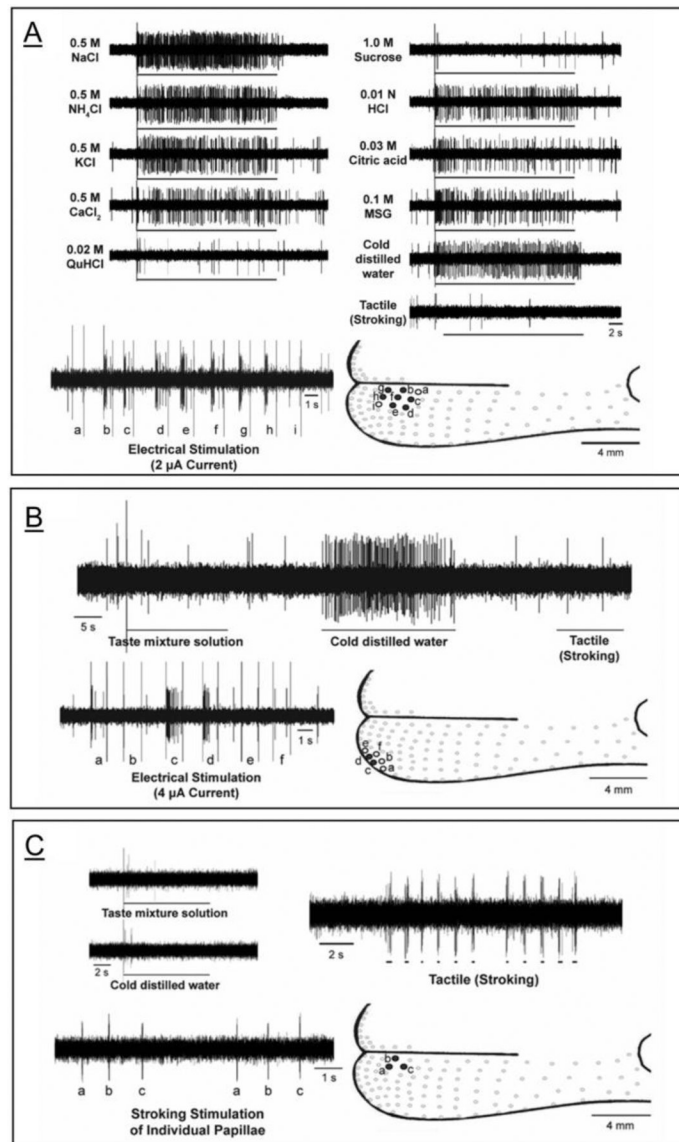 A
0.5 M
NaCl
0.5 M
NH₄Cl
0.5 M
KCl
0.5 M
CaCl₂
0.02 M
QuHCl
1.0 M
Sucrose
0.01 N
HCl
0.03 M
Citric acid
0.1 M
MSG
Cold
distilled
water
Tactile
(Stroking)
2 s
a b c d e f g h i
1 s
Electrical Stimulation
(2 µA Current)
g b a
h f c
i e d
4 mm
B
5 s
Taste mixture solution
Cold distilled water
Tactile
(Stroking)
a b c d e f
1 s
Electrical Stimulation
(4 µA Current)
e f
d b
c a
4 mm
C
Taste mixture solution
2 s
Cold distilled water
2 s
Tactile (Stroking)
a b c a b c
1 s
Stroking Stimulation
of Individual Papillae
b
a c
4 mm